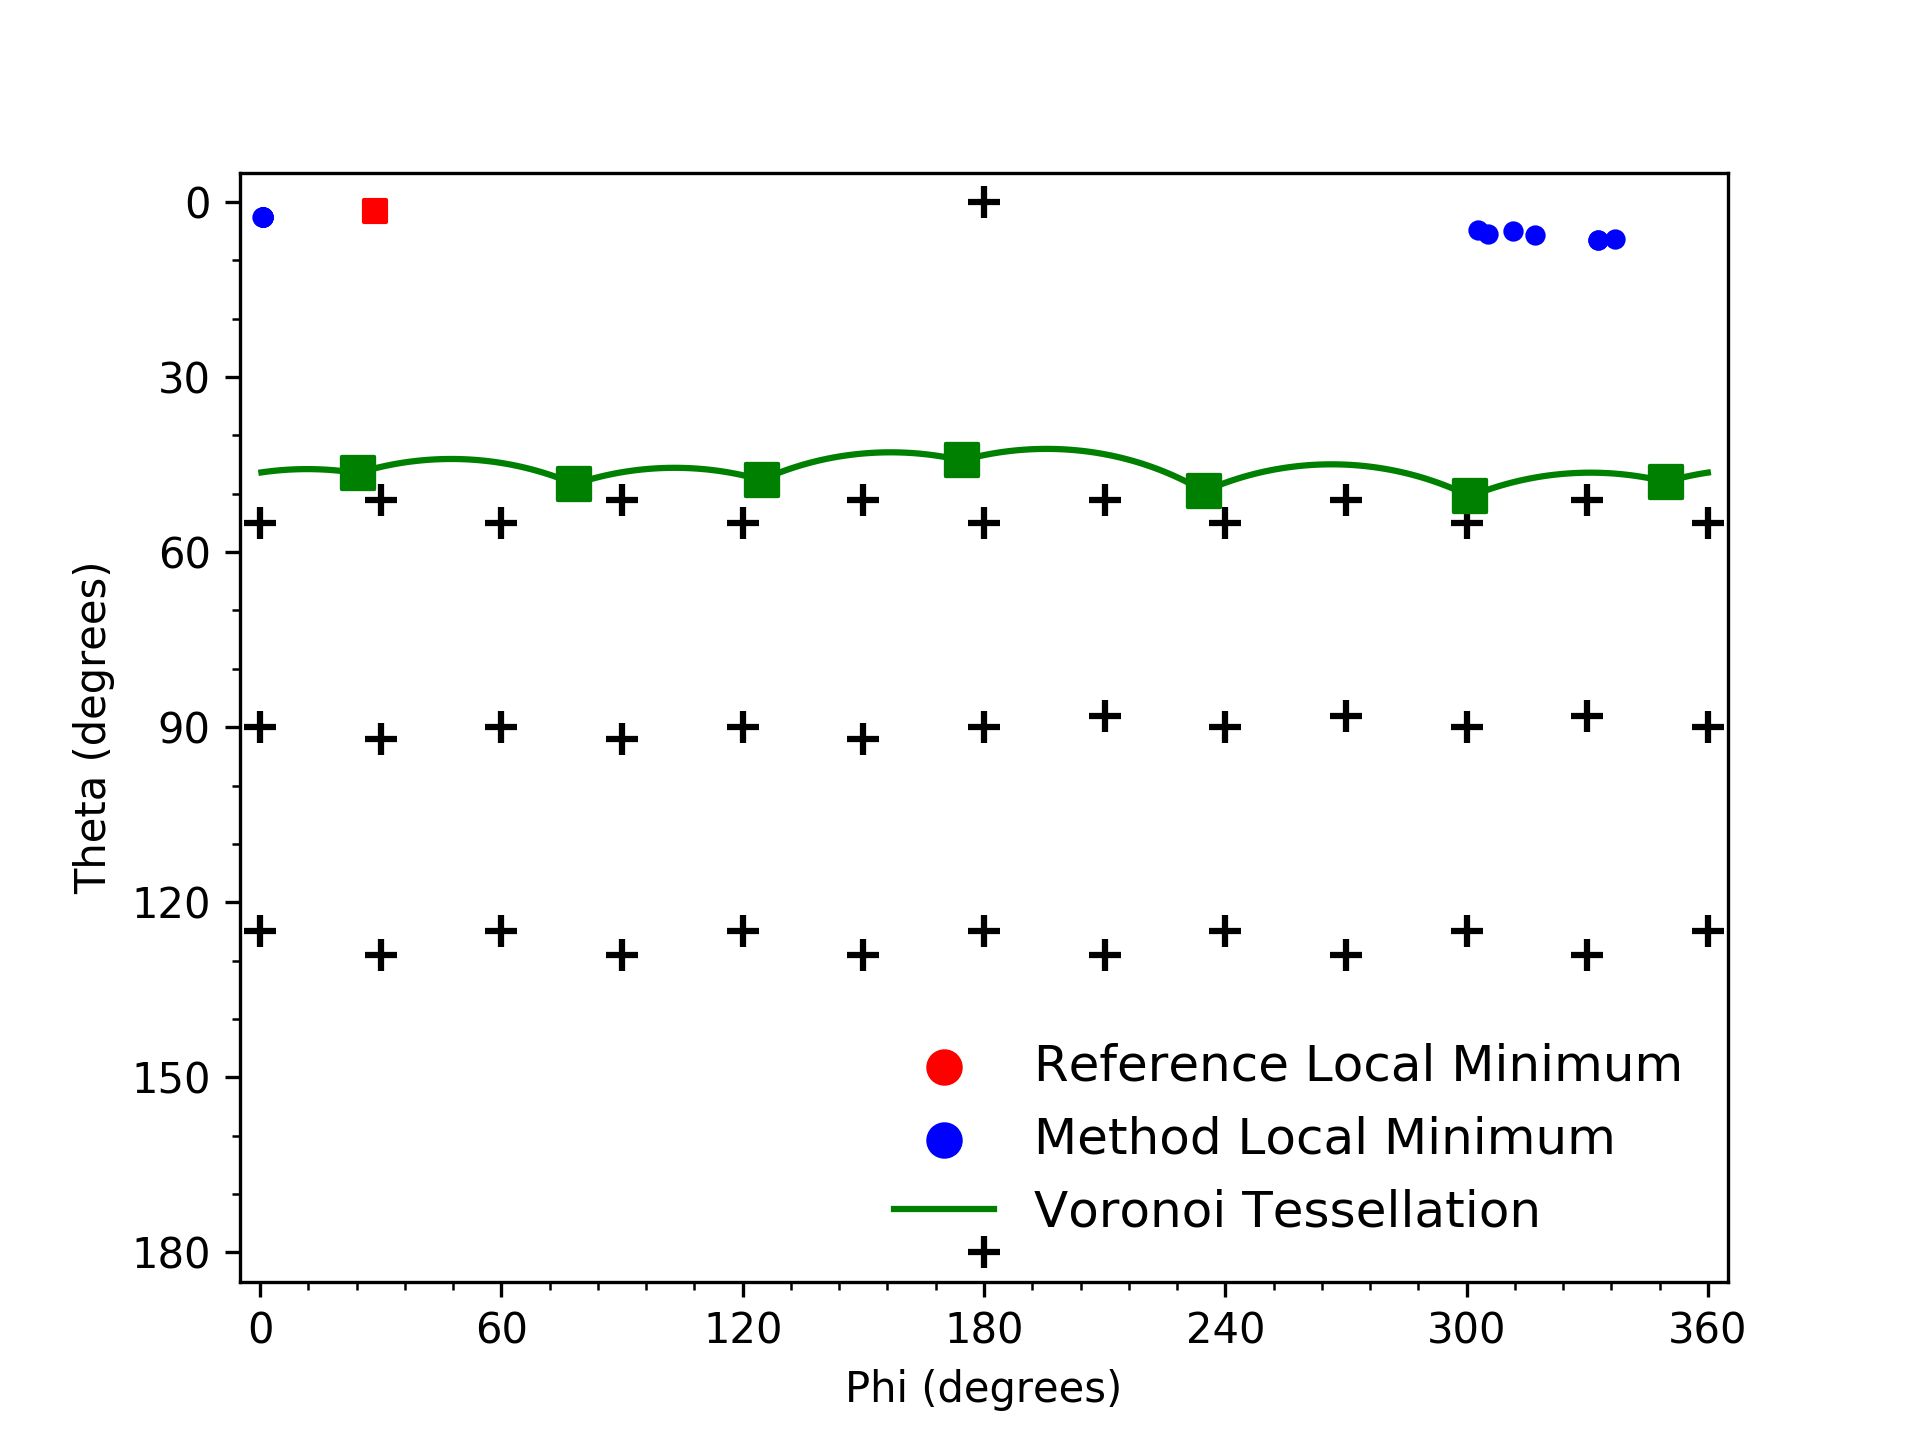 0
30
60
90
120
150
180
Theta (degrees)
Reference Local Minimum
Method Local Minimum
Voronoi Tessellation
0 60 120 180 240 300 360
Phi (degrees)